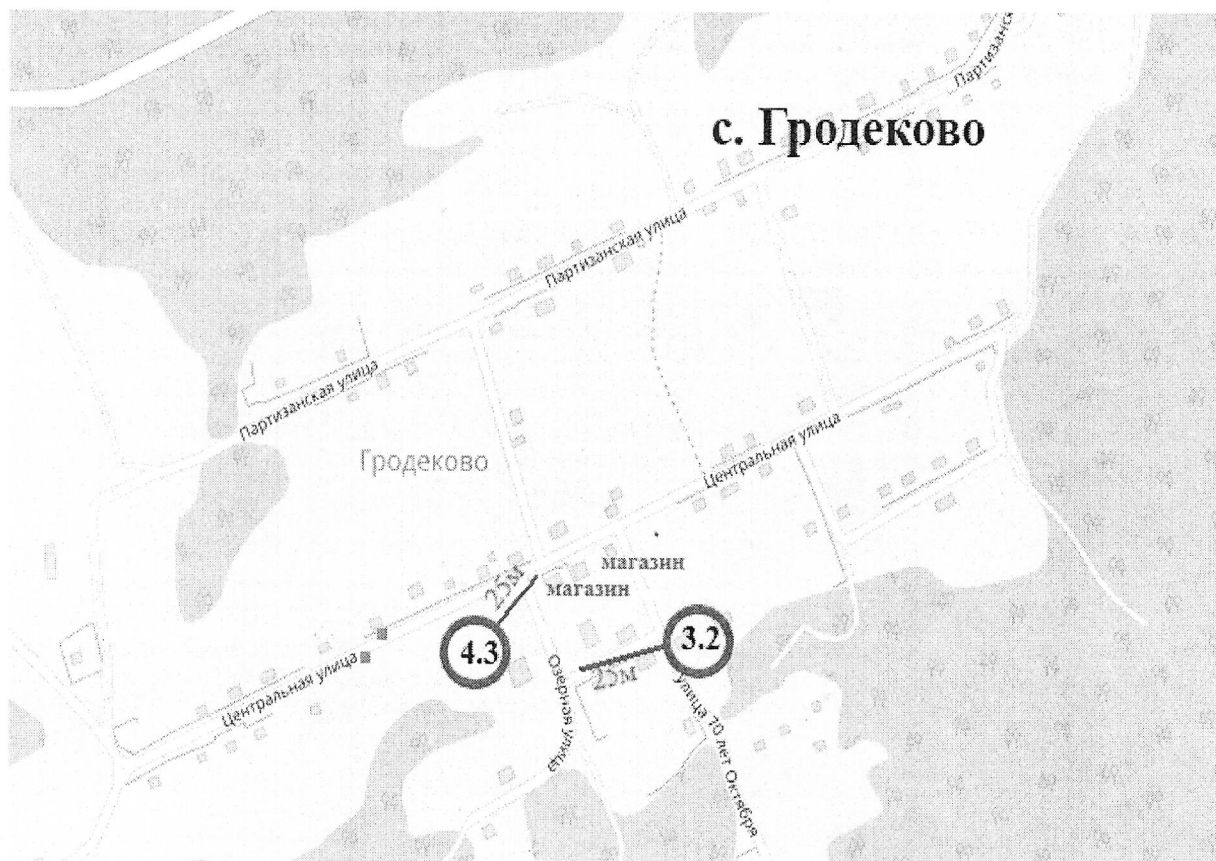 Партизанск
с. Гродеково
Партизанская улица
Партизанская улица
Гродеково
Центральная улица
магазин
25м
магазин
4.3
3.2
25м
Центральная улица
Озерная улица
улица 70 лет Октября